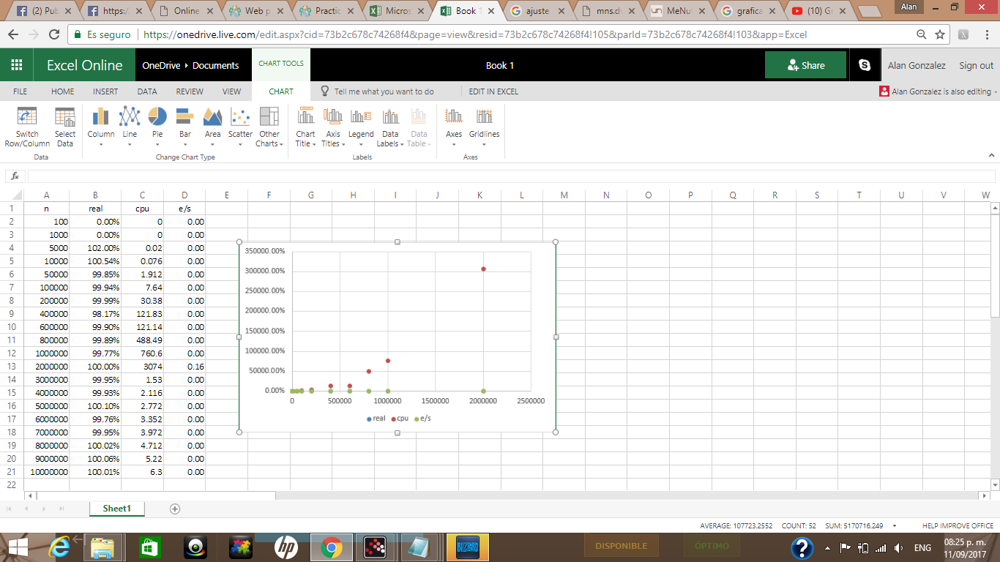 (2) Pub
https:/
Online
Web p
Practic
Micros
Book 1
ajuste
mns.d
MeNu
grafica
(10) Gr
Alan
Es seguro
https://onedrive.live.com/edit.aspx?cid=73b2c678c74268f4&page=view&resid=73b2c678c74268f4!105&parId=73b2c678c74268f4!103&app=Excel
Excel Online
OneDrive ▸ Documents
CHART TOOLS
Book 1
Share
Alan Gonzalez
Sign out
FILE HOME INSERT DATA REVIEW VIEW CHART Tell me what you want to do EDIT IN EXCEL
Alan Gonzalez is also editing
Switch Row/Column
Select Data
Column
Line
Pie
Bar
Area
Scatter
Other Charts
Chart Title
Axis Titles
Legend
Data Labels
Data Table
Axes
Gridlines
Data
Change Chart Type
Labels
Axes
fx
A B C D E F G H I J K L M N O P Q R S T U V W
1 n real cpu e/s
2 100 0.00% 0 0.00
3 1000 0.00% 0 0.00
4 5000 102.00% 0.02 0.00
5 10000 100.54% 0.076 0.00
6 50000 99.85% 1.912 0.00
7 100000 99.94% 7.64 0.00
8 200000 99.99% 30.38 0.00
9 400000 98.17% 121.83 0.00
10 600000 99.90% 121.14 0.00
11 800000 99.89% 488.49 0.00
12 1000000 99.77% 760.6 0.00
13 2000000 100.00% 3074 0.16
14 3000000 99.95% 1.53 0.00
15 4000000 99.93% 2.116 0.00
16 5000000 100.10% 2.772 0.00
17 6000000 99.76% 3.352 0.00
18 7000000 99.95% 3.972 0.00
19 8000000 100.02% 4.712 0.00
20 9000000 100.06% 5.22 0.00
21 10000000 100.01% 6.3 0.00
22
350000.00%
300000.00%
250000.00%
200000.00%
150000.00%
100000.00%
50000.00%
0.00%
0 500000 1000000 1500000 2000000 2500000
real cpu e/s
Sheet1
AVERAGE: 107723.2552 COUNT: 52 SUM: 5170716.249
HELP IMPROVE OFFICE
hp
BLIZZARD
DISPONIBLE
ÓPTIMO
ENG
08:25 p. m.
11/09/2017